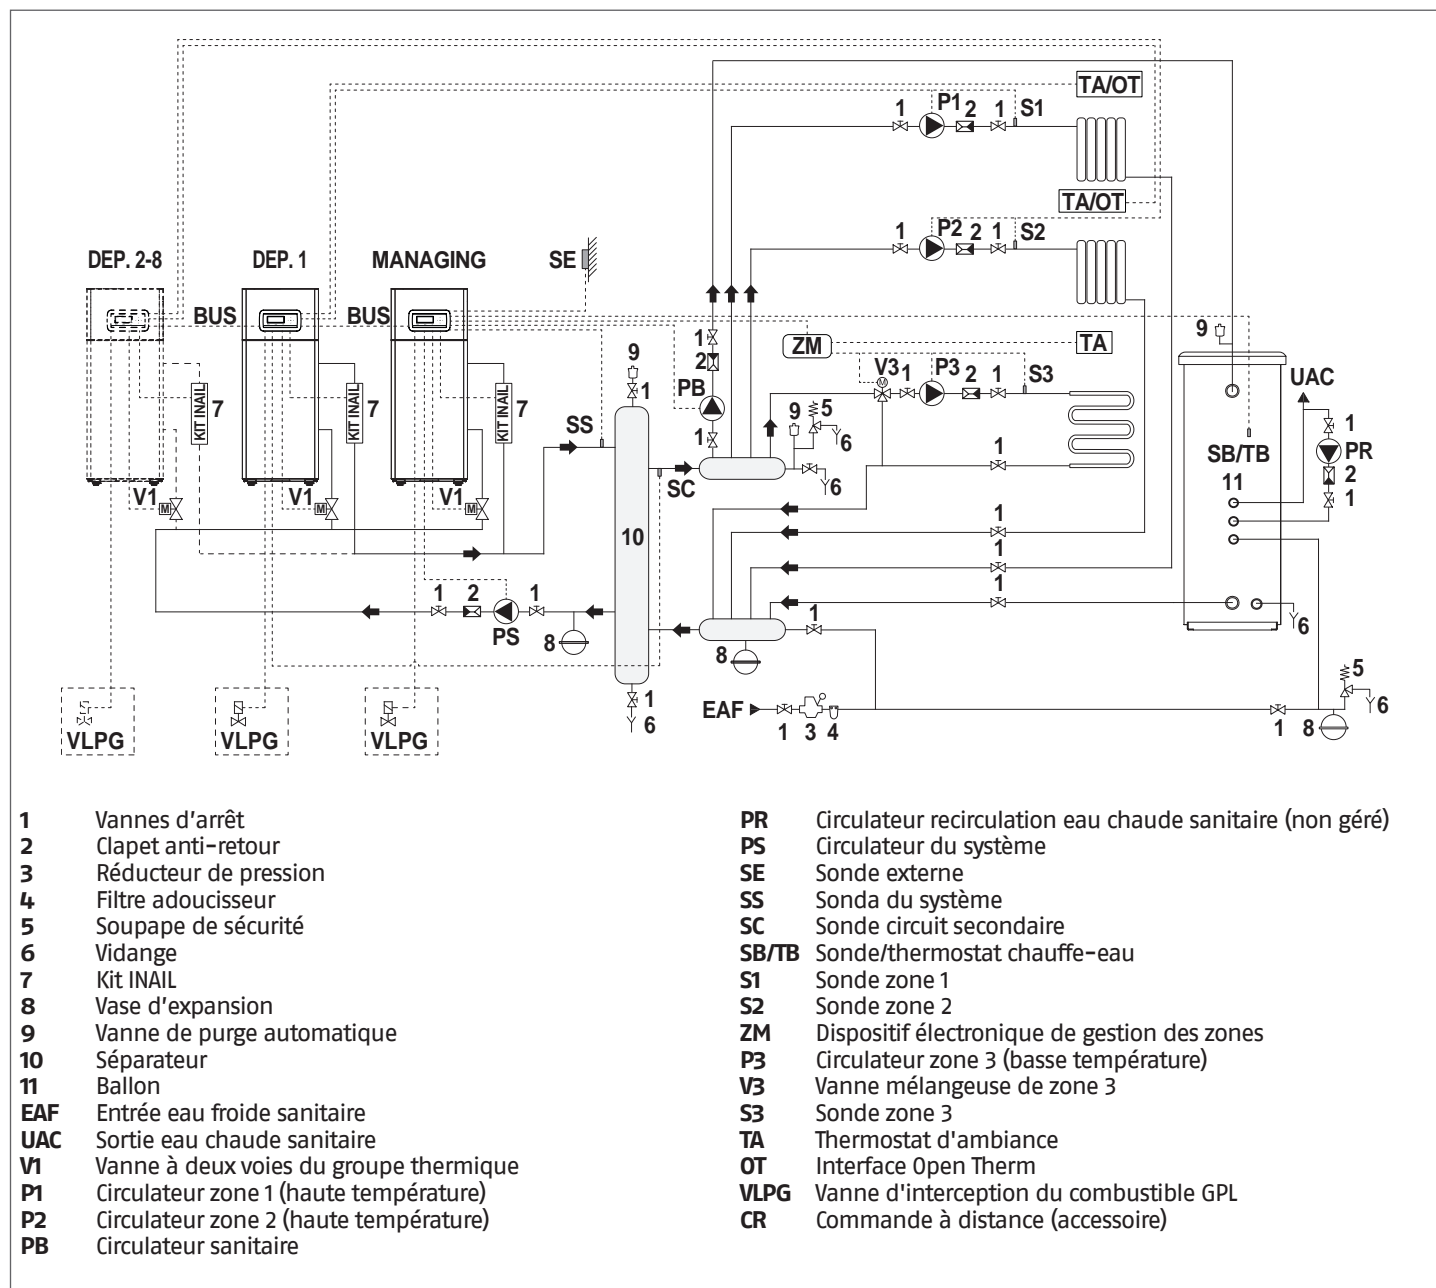 TA/OT
1 P1 2 1 S1
TA/OT
1 P2 2 1 S2
DEP. 2-8 DEP. 1 MANAGING SE
BUS BUS
1
2
PB
1
ZM TA
V3 1 P3 2 1 S3
9
1
9 5
6
6
9
UAC
1
PR
2
1
SB/TB
11
KIT INAIL 7 KIT INAIL 7 KIT INAIL 7
SS
SC
V1 V1 V1
M M M
M
10
1
1
1
1
1
1 2 1
PS
8
8
1
6
5
6
VLPG VLPG VLPG
1
6
EAF
1 3 4
1 8
1 Vannes d'arrêt
2 Clapet anti-retour
3 Réducteur de pression
4 Filtre adoucisseur
5 Soupape de sécurité
6 Vidange
7 Kit INAIL
8 Vase d'expansion
9 Vanne de purge automatique
10 Séparateur
11 Ballon
EAF Entrée eau froide sanitaire
UAC Sortie eau chaude sanitaire
V1 Vanne à deux voies du groupe thermique
P1 Circulateur zone 1 (haute température)
P2 Circulateur zone 2 (haute température)
PB Circulateur sanitaire
PR Circulateur recirculation eau chaude sanitaire (non géré)
PS Circulateur du système
SE Sonde externe
SS Sonda du système
SC Sonde circuit secondaire
SB/TB Sonde/thermostat chauffe-eau
S1 Sonde zone 1
S2 Sonde zone 2
ZM Dispositif électronique de gestion des zones
P3 Circulateur zone 3 (basse température)
V3 Vanne mélangeuse de zone 3
S3 Sonde zone 3
TA Thermostat d'ambiance
OT Interface Open Therm
VLPG Vanne d'interception du combustible GPL
CR Commande à distance (accessoire)